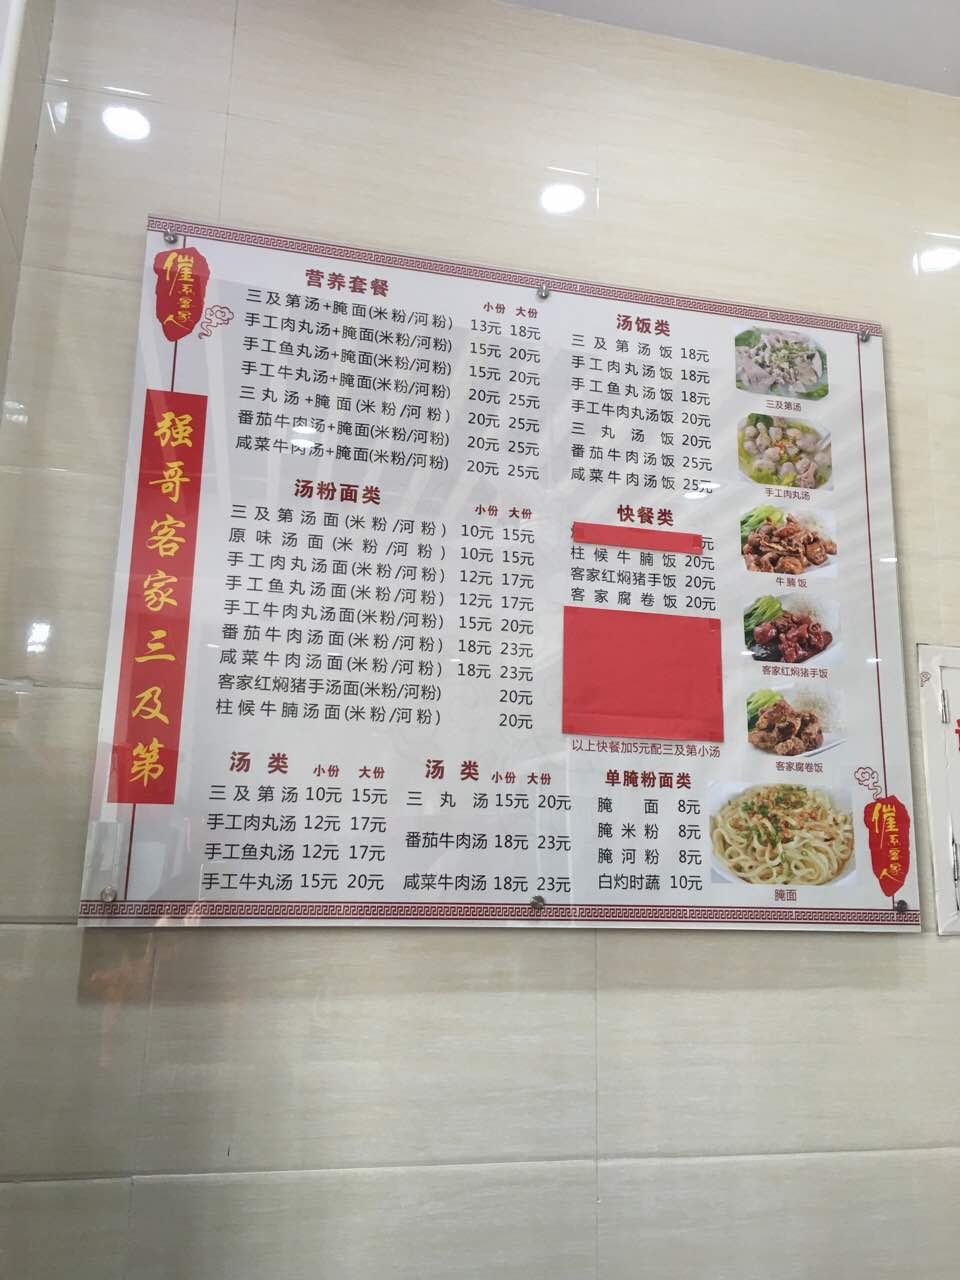 催
人
强哥客家三及第
营养套餐
小份 大份
三及第汤+腌面(米粉/河粉) 13元 18元
手工肉丸汤+腌面(米粉/河粉) 15元 20元
手工鱼丸汤+腌面(米粉/河粉) 15元 20元
手工牛丸汤+腌面(米粉/河粉) 20元 25元
三丸汤+腌面(米粉/河粉) 20元 25元
番茄牛肉汤+腌面(米粉/河粉) 20元 25元
咸菜牛肉汤+腌面(米粉/河粉) 20元 25元
汤粉面类
小份 大份
三及第汤面(米粉/河粉) 10元 15元
原味汤面(米粉/河粉) 10元 15元
手工肉丸汤面(米粉/河粉) 12元 17元
手工鱼丸汤面(米粉/河粉) 12元 17元
手工牛肉丸汤面(米粉/河粉) 15元 20元
番茄牛肉汤面(米粉/河粉) 18元 23元
咸菜牛肉汤面(米粉/河粉) 18元 23元
客家红焖猪手汤面(米粉/河粉) 20元
柱候牛腩汤面(米粉/河粉) 20元
汤类 小份 大份
三及第汤 10元 15元
手工肉丸汤 12元 17元
手工鱼丸汤 12元 17元
手工牛丸汤 15元 20元
汤类 小份 大份
三丸汤 15元 20元
番茄牛肉汤 18元 23元
咸菜牛肉汤 18元 23元
汤饭类
三及第汤饭 18元
手工肉丸汤饭 18元
手工鱼丸汤饭 18元
手工牛肉丸汤饭 20元
三丸汤饭 20元
番茄牛肉汤饭 25元
咸菜牛肉汤饭 25元
快餐类
元
柱候牛腩饭 20元
客家红焖猪手饭 20元
客家腐卷饭 20元
以上快餐加5元配三及第小汤
单腌粉面类
腌面 8元
腌米粉 8元
腌河粉 8元
白灼时蔬 10元
三及第汤
手工肉丸汤
牛腩饭
客家红焖猪手饭
客家腐卷饭
腌面
催
人